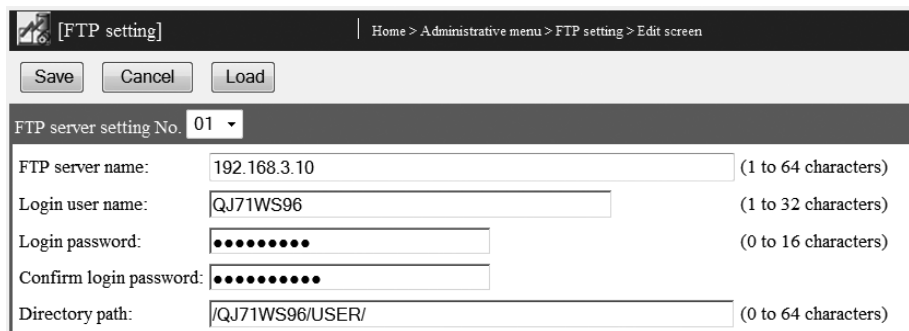 [FTP setting] Home > Administrative menu > FTP setting > Edit screen
Save Cancel Load
FTP server setting No. 01
FTP server name: 192.168.3.10 (1 to 64 characters)
Login user name: QJ71WS96 (1 to 32 characters)
Login password: ●●●●●●●●● (0 to 16 characters)
Confirm login password: ●●●●●●●●●●
Directory path: /QJ71WS96/USER/ (0 to 64 characters)